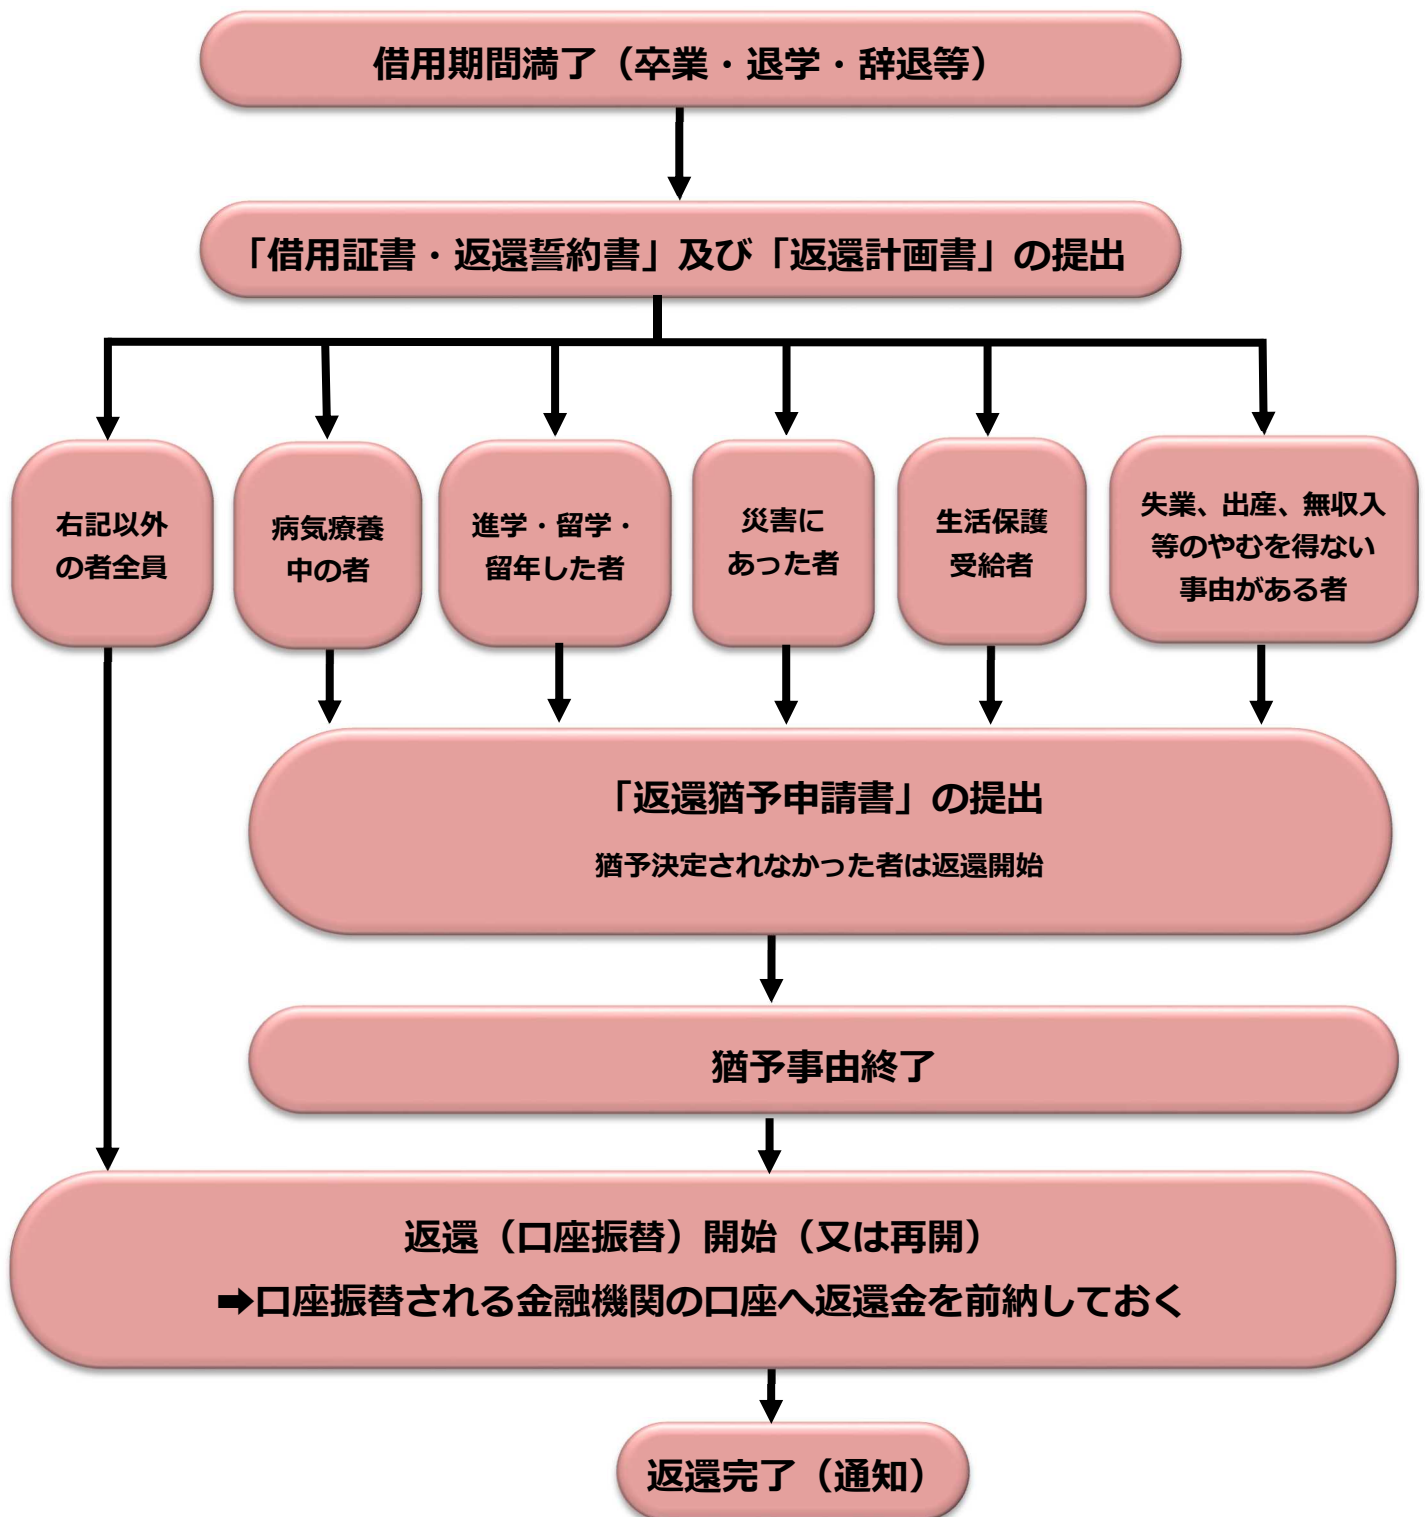 借用期間満了（卒業・退学・辞退等）
「借用証書・返還誓約書」及び「返還計画書」の提出
右記以外
の者全員
病気療養
中の者
進学・留学・
留年した者
災害に
あった者
生活保護
受給者
失業、出産、無収入
等のやむを得ない
事由がある者
「返還猶予申請書」の提出
猶予決定されなかった者は返還開始
猶予事由終了
返還（口座振替）開始（又は再開）
➡口座振替される金融機関の口座へ返還金を前納しておく
返還完了（通知）